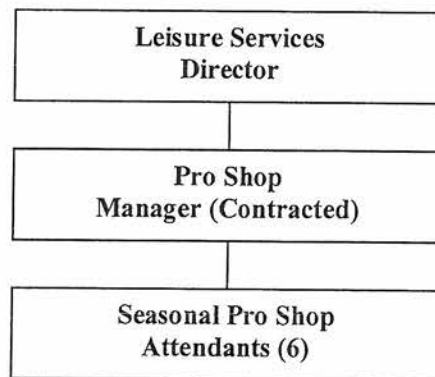 Leisure Services
Director
Pro Shop
Manager (Contracted)
Seasonal Pro Shop
Attendants (6)